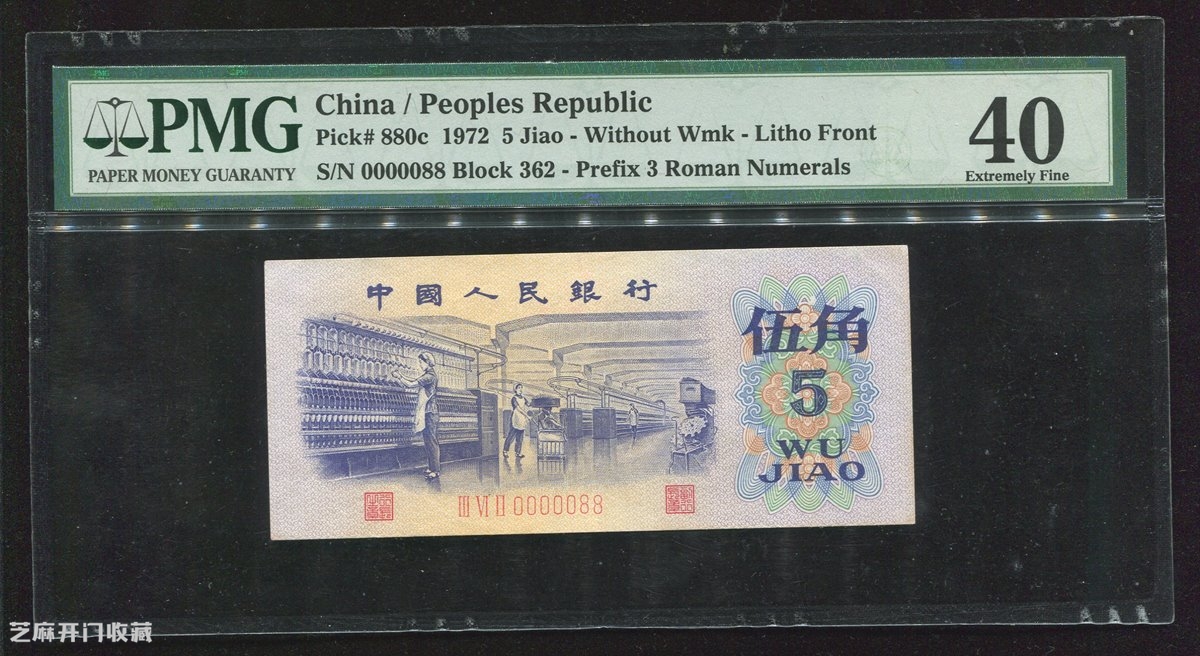 PMG
PAPER MONEY GUARANTY
China / Peoples Republic
Pick# 880c 1972 5 Jiao - Without Wmk - Litho Front
S/N 0000088 Block 362 - Prefix 3 Roman Numerals
40
Extremely Fine
中國人民銀行
伍角
5
WU
JIAO
III VI II 0000088
芝麻开门收藏